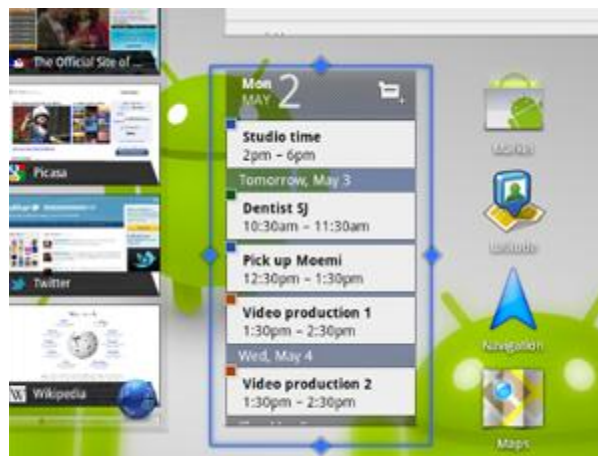 The Official Site of ...
Picasa
Twitter
Wikipedia
Mon
MAY 2
Studio time
2pm – 6pm
Tomorrow, May 3
Dentist SJ
10:30am – 11:30am
Pick up Moemi
12:30pm – 1:30pm
Video production 1
1:30pm – 2:30pm
Wed, May 4
Video production 2
1:30pm – 2:30pm
Market
Latitude
Navigation
Maps